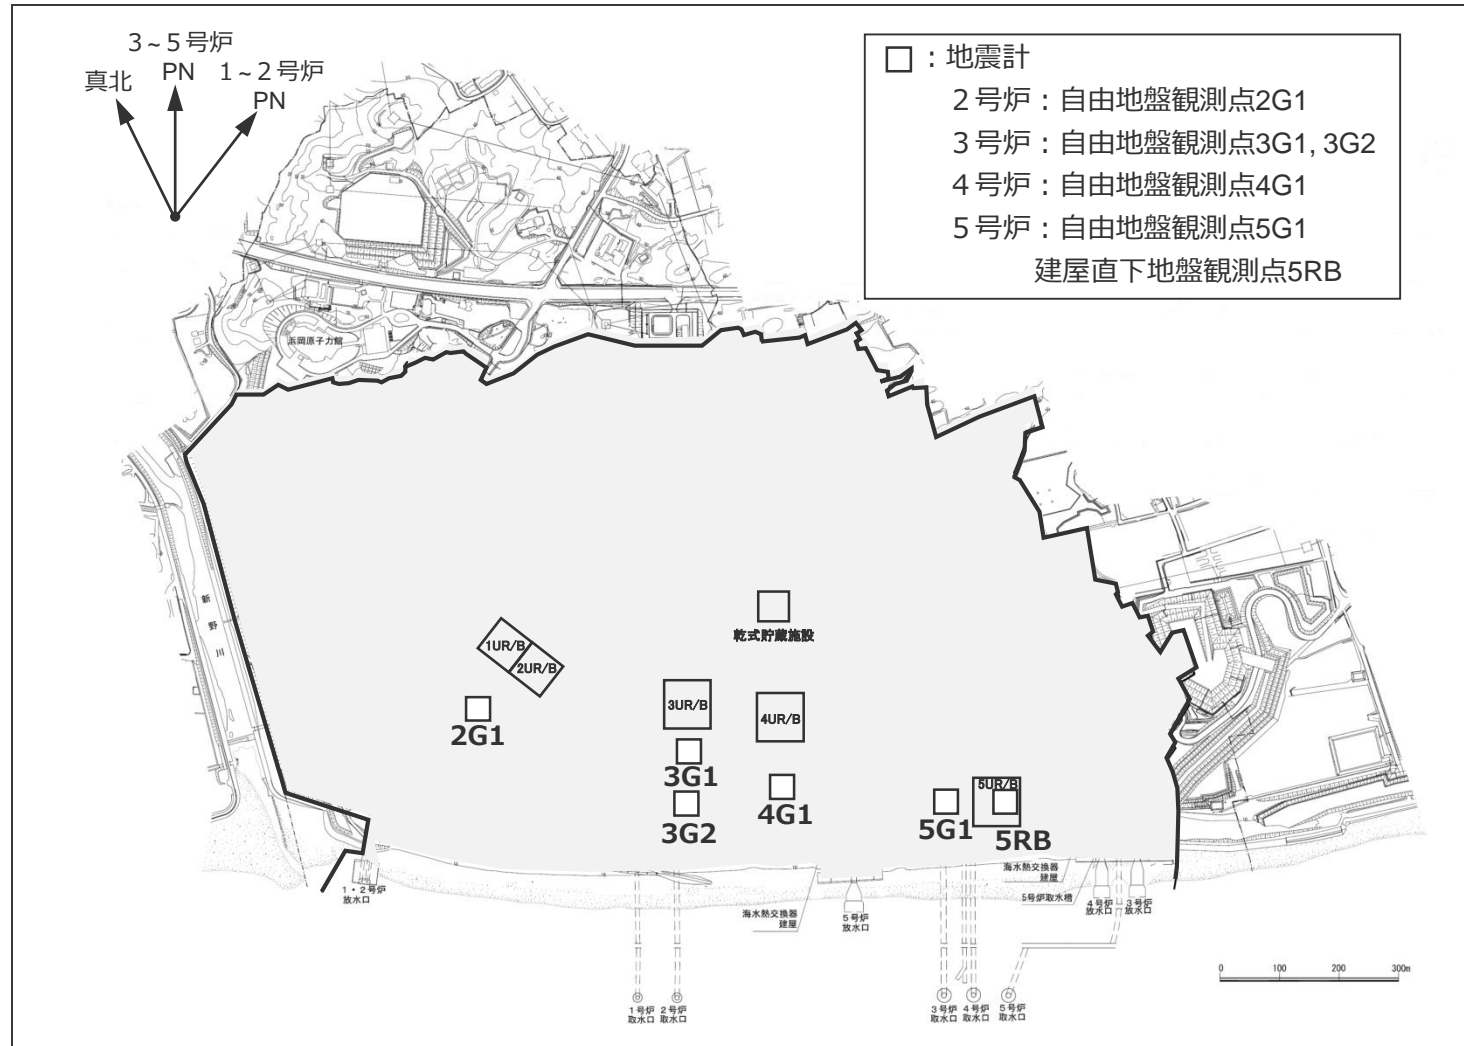 3～5号炉
PN
1～2号炉
PN
真北
□：地震計
2号炉：自由地盤観測点2G1
3号炉：自由地盤観測点3G1, 3G2
4号炉：自由地盤観測点4G1
5号炉：自由地盤観測点5G1
建屋直下地盤観測点5RB
浜岡原子力館
新野川
乾式貯蔵施設
1UR/B
2UR/B
3UR/B
4UR/B
2G1
3G1
3G2
4G1
5G1
5UR/B
5RB
1・2号炉
放水口
海水熱交換器
建屋
5号炉
放水口
海水熱交換器
建屋
5号炉取水槽
4号炉
放水口
3号炉
放水口
1号炉
取水口
2号炉
取水口
3号炉
取水口
4号炉
取水口
5号炉
取水口
0 100 200 300m